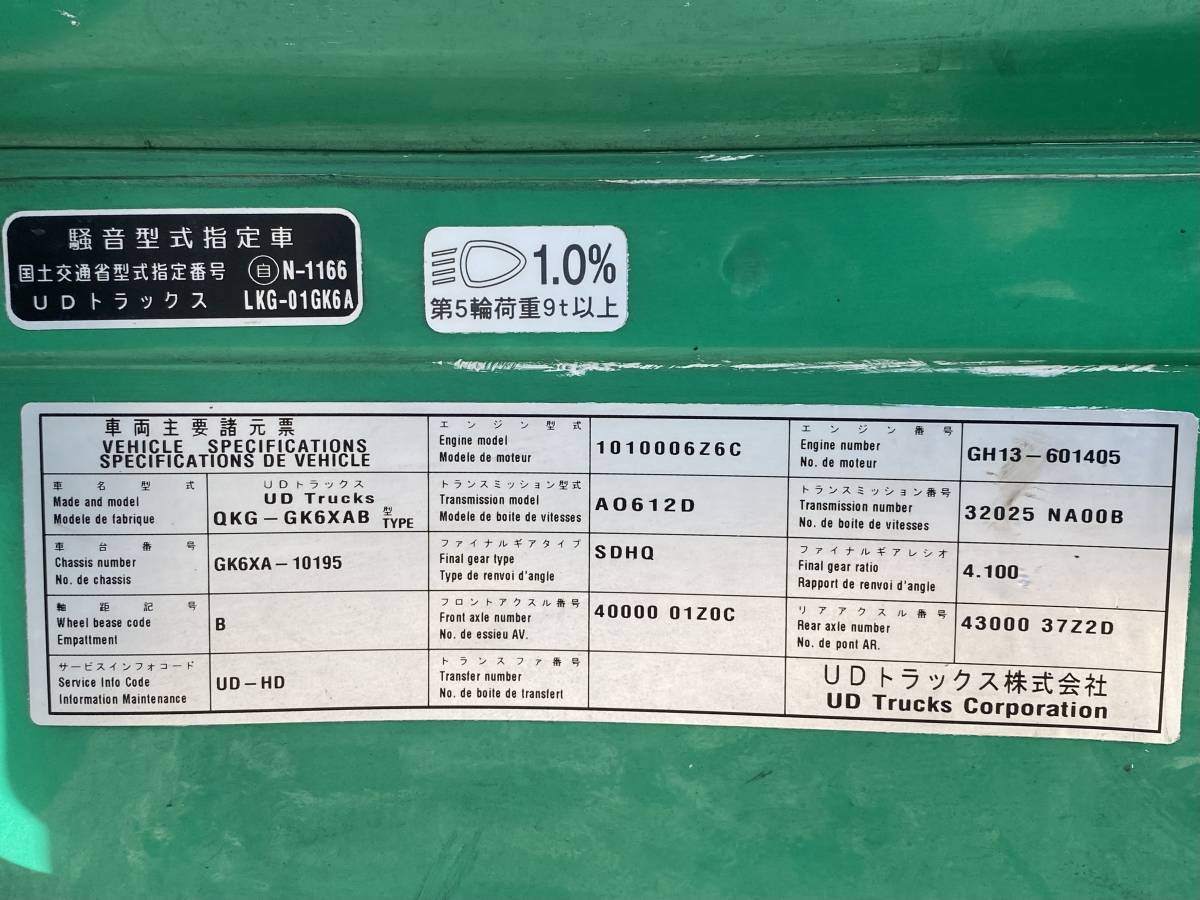 騒音型式指定車
国土交通省型式指定番号 自 N-1166
UDトラックス LKG-01GK6A
1.0%
第5輪荷重9t以上
車両主要諸元票
VEHICLE SPECIFICATIONS
SPECIFICATIONS DE VEHICLE
車名型式
Made and model
Modele de fabrique
UDトラックス
UD Trucks
QKG-GK6XAB 型 TYPE
車台番号
Chassis number
No. de chassis
GK6XA-10195
軸距記号
Wheel bease code
Empattment
B
サービスインフォコード
Service Info Code
Information Maintenance
UD-HD
エンジン型式
Engine model
Modele de moteur
1010006Z6C
トランスミッション型式
Transmission model
Modele de boite de vitesses
A0612D
ファイナルギアタイプ
Final gear type
Type de renvoi d'angle
SDHQ
フロントアクスル番号
Front axle number
No. de essieu AV.
40000 01Z0C
トランスファ番号
Transfer number
No. de boite de transfert
エンジン番号
Engine number
No. de moteur
GH13-601405
トランスミッション番号
Transmission number
No. de boite de vitesses
32025 NA00B
ファイナルギアレシオ
Final gear ratio
Rapport de renvoi d'angle
4.100
リアアクスル番号
Rear axle number
No. de pont AR.
43000 37Z2D
UDトラックス株式会社
UD Trucks Corporation